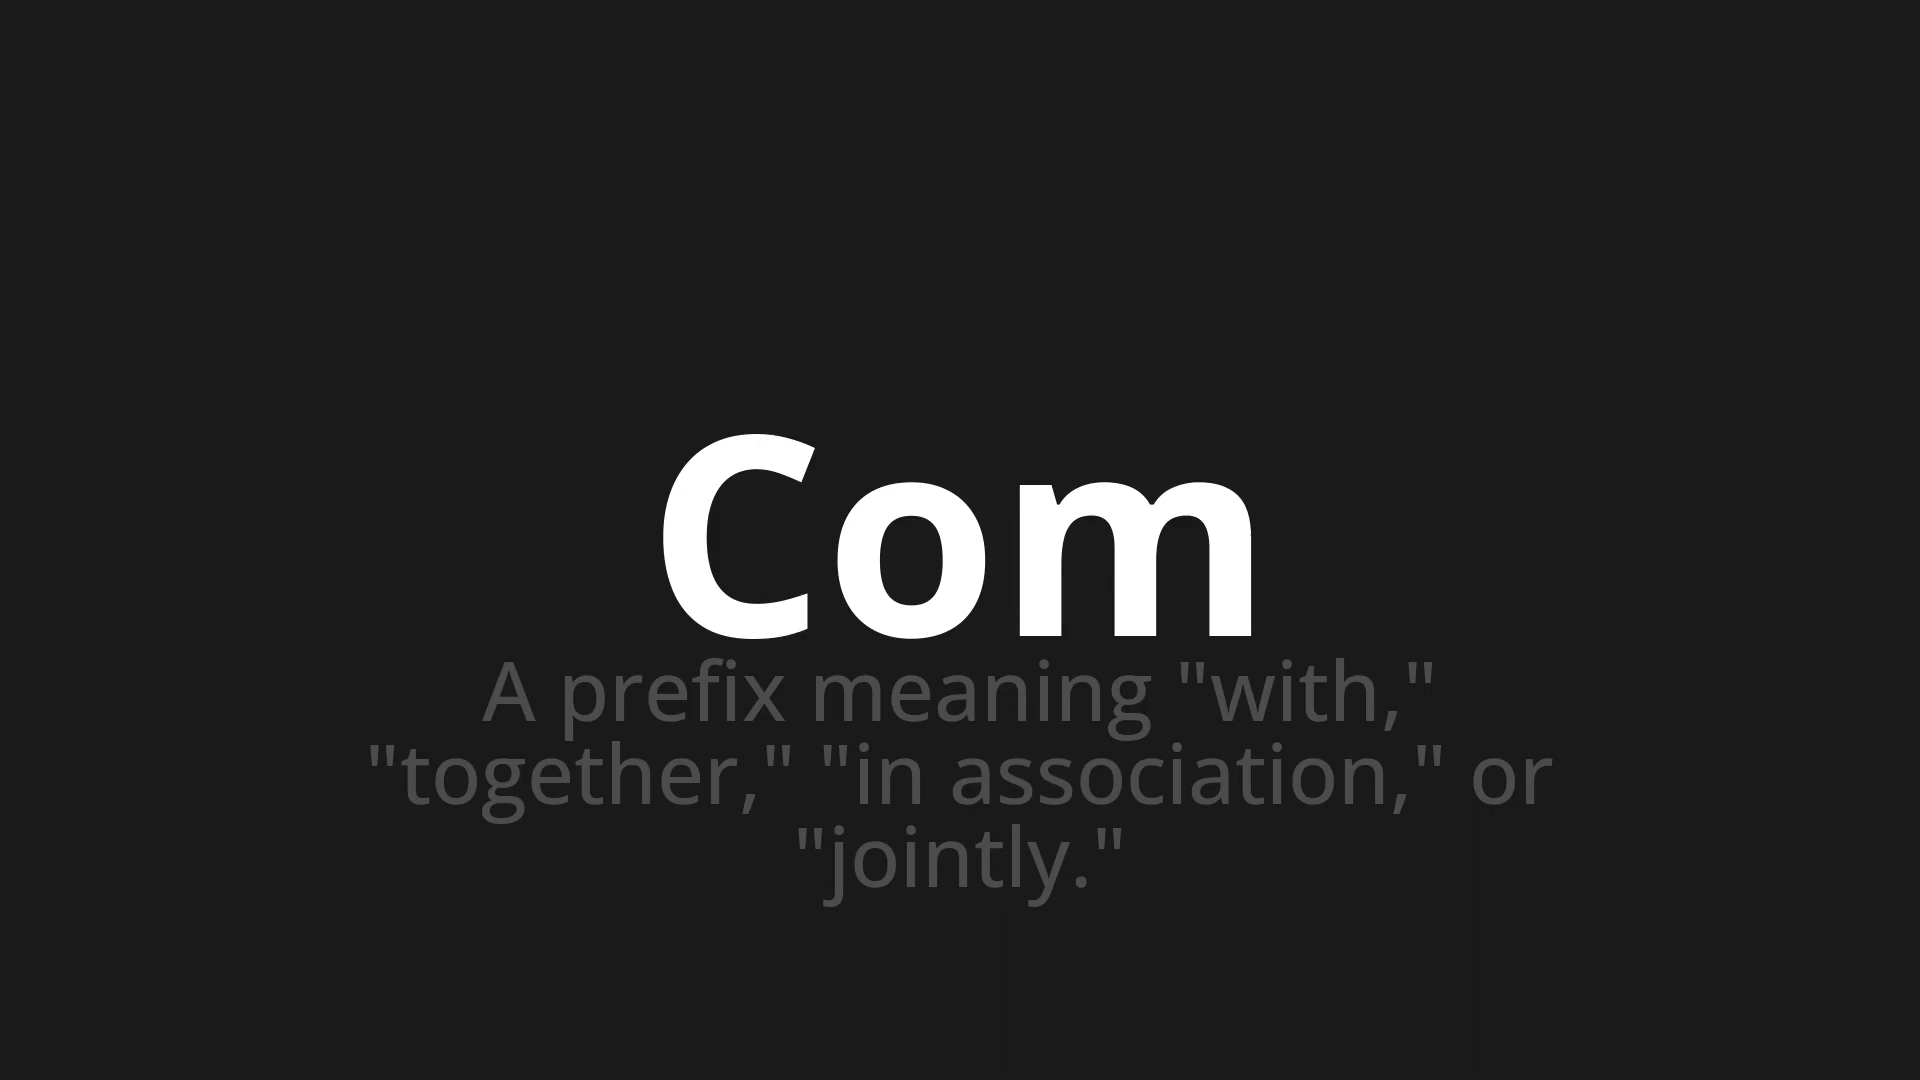 Com
A prefix meaning "with,"
"together," "in association," or
"jointly."